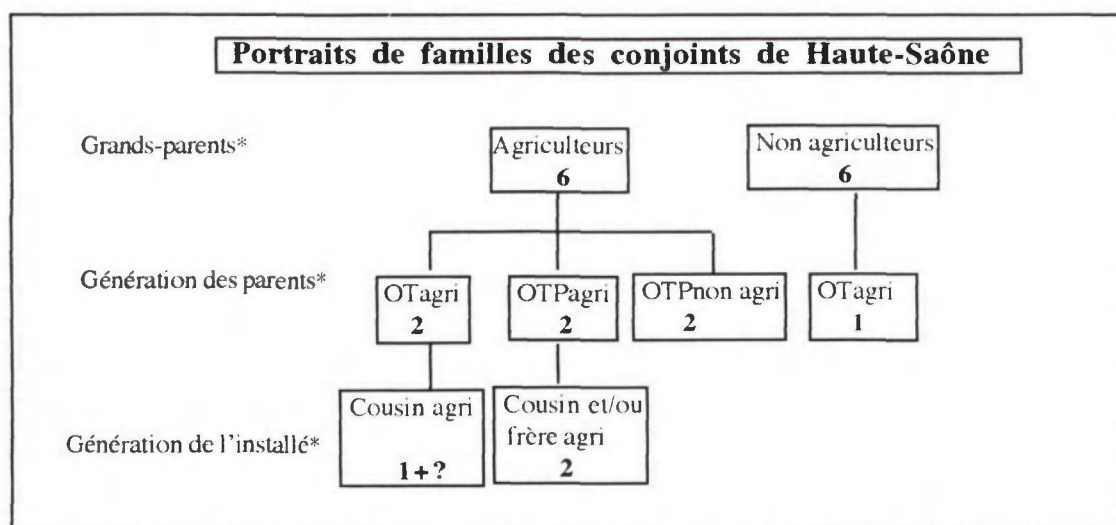 Portraits de familles des conjoints de Haute-Saône
Grands-parents*
Agriculteurs
6
Non agriculteurs
6
Génération des parents*
OTagri
2
OTPagri
2
OTPnon agri
2
OTagri
1
Génération de l'installé*
Cousin agri
1 + ?
Cousin et/ou
frère agri
2